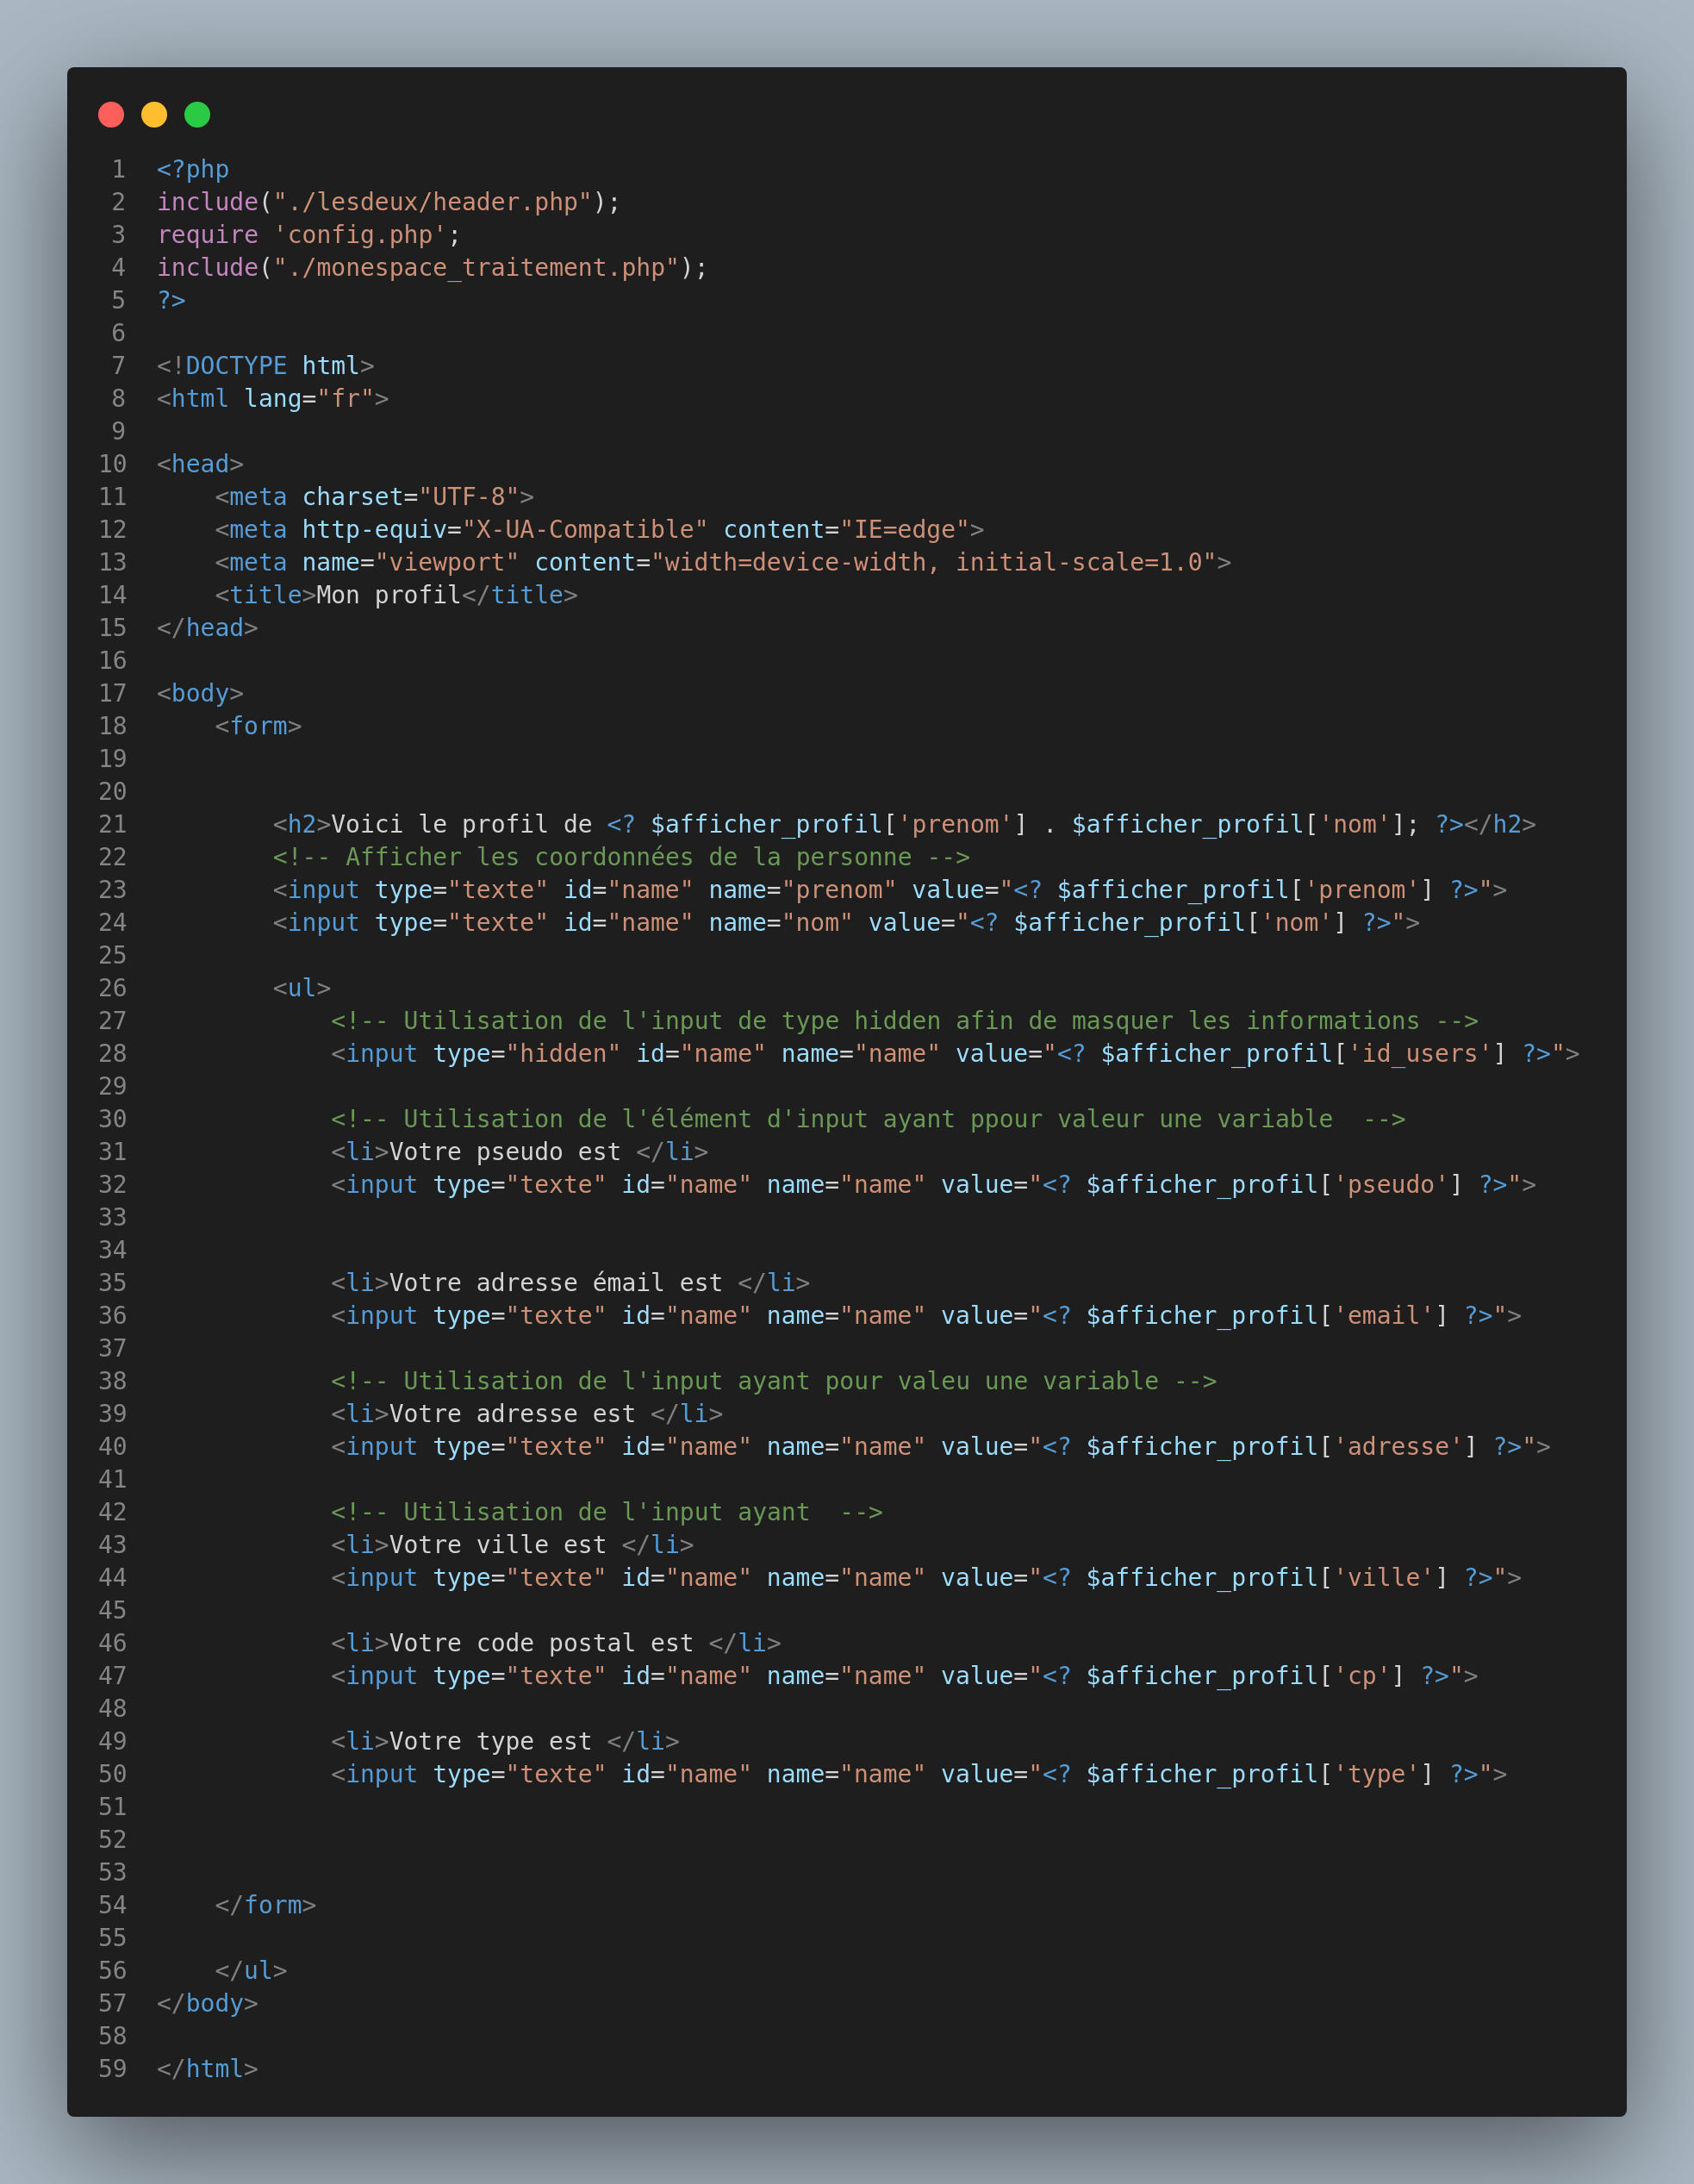 1 <?php
2 include("./lesdeux/header.php");
3 require 'config.php';
4 include("./monespace_traitement.php");
5 ?>
6
7 <!DOCTYPE html>
8 <html lang="fr">
9
10 <head>
11     <meta charset="UTF-8">
12     <meta http-equiv="X-UA-Compatible" content="IE=edge">
13     <meta name="viewport" content="width=device-width, initial-scale=1.0">
14     <title>Mon profil</title>
15 </head>
16
17 <body>
18     <form>
19
20
21         <h2>Voici le profil de <? $afficher_profil['prenom'] . $afficher_profil['nom']; ?></h2>
22         <!-- Afficher les coordonnées de la personne -->
23         <input type="texte" id="name" name="prenom" value="<? $afficher_profil['prenom'] ?>">
24         <input type="texte" id="name" name="nom" value="<? $afficher_profil['nom'] ?>">
25
26         <ul>
27             <!-- Utilisation de l'input de type hidden afin de masquer les informations -->
28             <input type="hidden" id="name" name="name" value="<? $afficher_profil['id_users'] ?>">
29
30             <!-- Utilisation de l'élément d'input ayant ppour valeur une variable  -->
31             <li>Votre pseudo est </li>
32             <input type="texte" id="name" name="name" value="<? $afficher_profil['pseudo'] ?>">
33
34
35             <li>Votre adresse émail est </li>
36             <input type="texte" id="name" name="name" value="<? $afficher_profil['email'] ?>">
37
38             <!-- Utilisation de l'input ayant pour valeu une variable -->
39             <li>Votre adresse est </li>
40             <input type="texte" id="name" name="name" value="<? $afficher_profil['adresse'] ?>">
41
42             <!-- Utilisation de l'input ayant  -->
43             <li>Votre ville est </li>
44             <input type="texte" id="name" name="name" value="<? $afficher_profil['ville'] ?>">
45
46             <li>Votre code postal est </li>
47             <input type="texte" id="name" name="name" value="<? $afficher_profil['cp'] ?>">
48
49             <li>Votre type est </li>
50             <input type="texte" id="name" name="name" value="<? $afficher_profil['type'] ?>">
51
52
53
54     </form>
55
56     </ul>
57 </body>
58
59 </html>